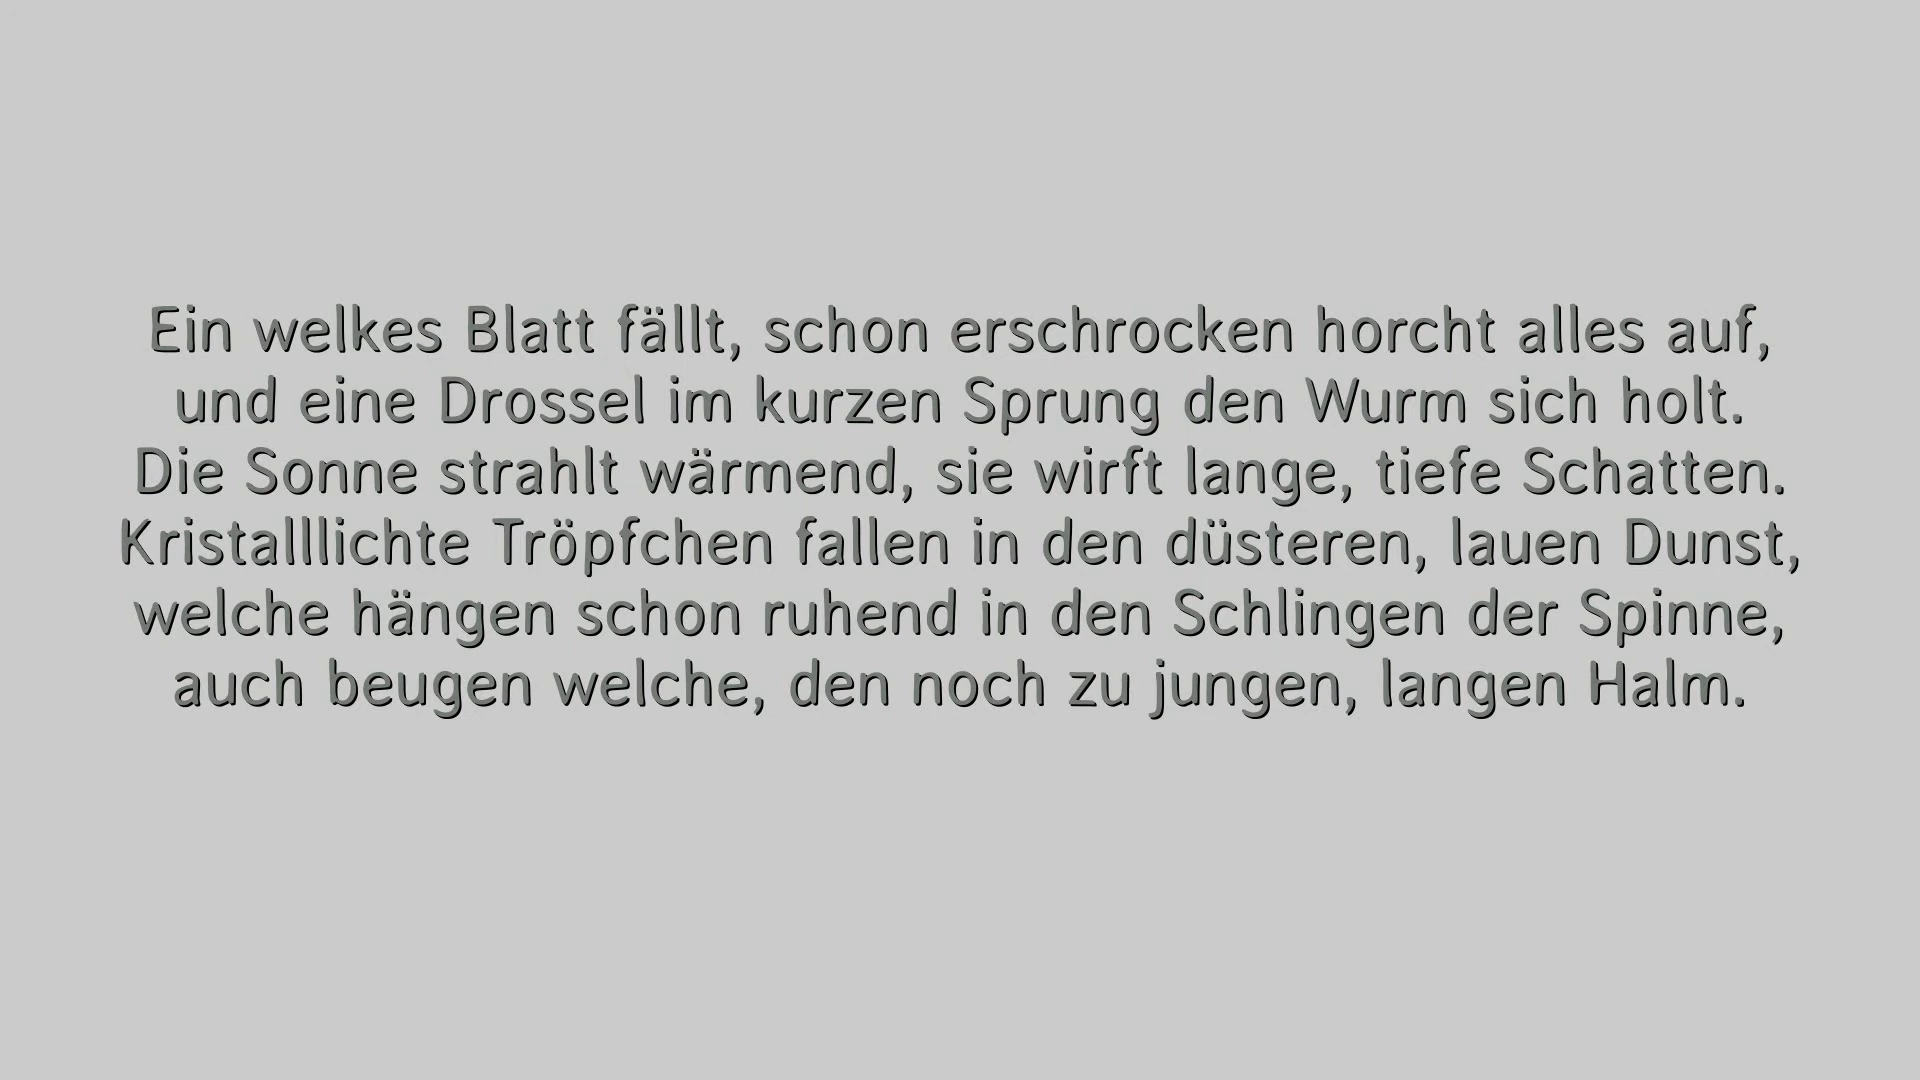 Ein welkes Blatt fällt, schon erschrocken horcht alles auf,
und eine Drossel im kurzen Sprung den Wurm sich holt.
Die Sonne strahlt wärmend, sie wirft lange, tiefe Schatten.
Kristalllichte Tröpfchen fallen in den düsteren, lauen Dunst,
welche hängen schon ruhend in den Schlingen der Spinne,
auch beugen welche, den noch zu jungen, langen Halm.